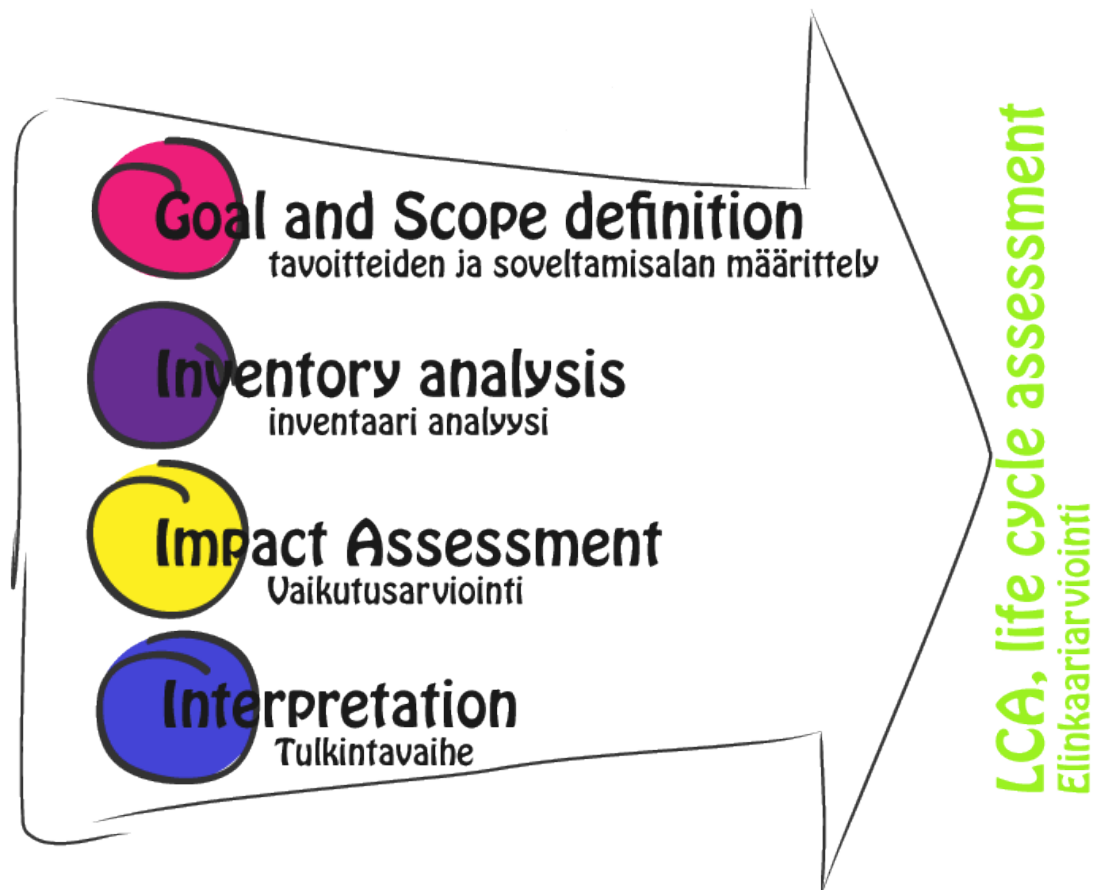 Goal and Scope definition
tavoitteiden ja soveltamisalan määrittely
Inventory analysis
inventaari analyysi
Impact Assessment
Vaikutusarviointi
Interpretation
Tulkintavaihe
LCA, life cycle assessment
Elinkaariarviointi